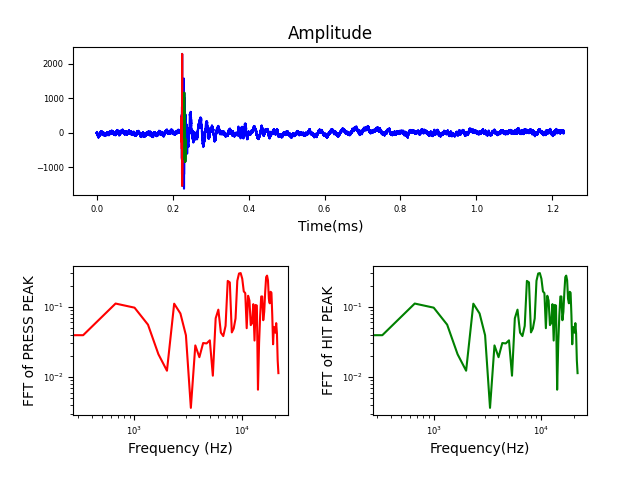 Amplitude
2000
1000
0
−1000
0.0 0.2 0.4 0.6 0.8 1.0 1.2
Time(ms)
FFT of PRESS PEAK
10⁻¹
10⁻²
10³ 10⁴
Frequency (Hz)
FFT of HIT PEAK
10⁻¹
10⁻²
10³ 10⁴
Frequency(Hz)